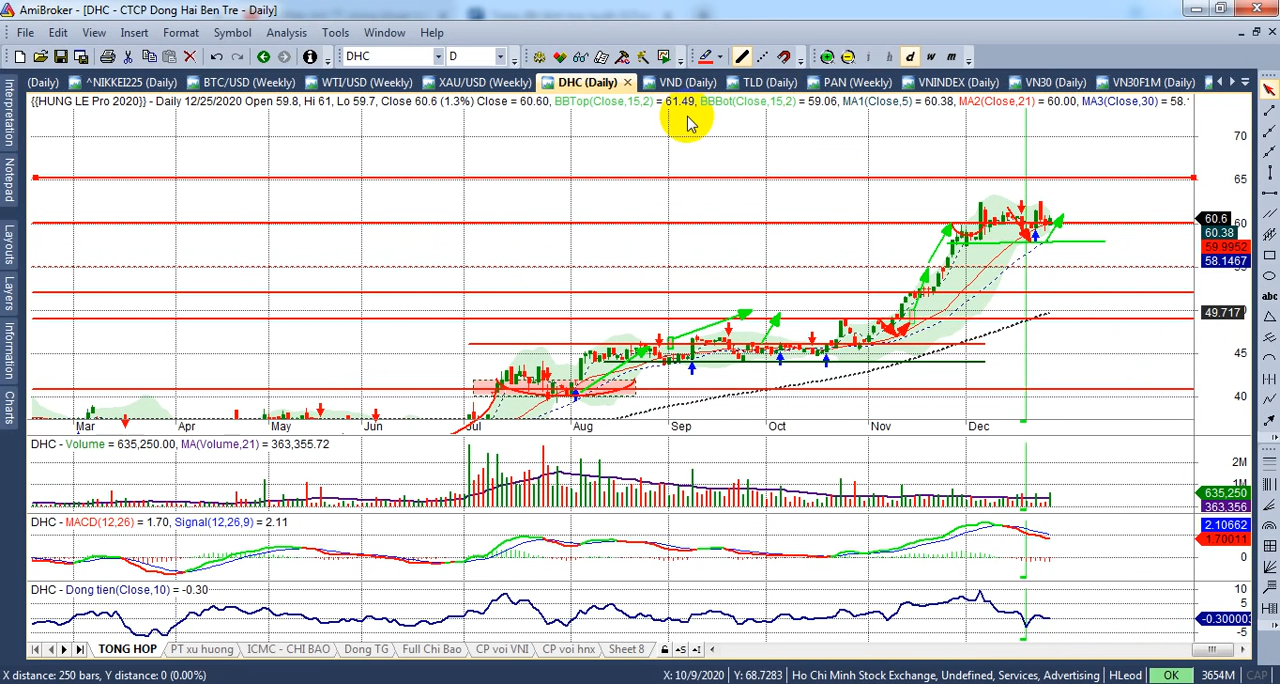 AmiBroker - [DHC - CTCP Dong Hai Ben Tre - Daily]
File Edit View Insert Format Symbol Analysis Tools Window Help
DHC D i h d w m
(Daily) ^NIKKEI225 (Daily) BTC/USD (Weekly) WTI/USD (Weekly) XAU/USD (Weekly) DHC (Daily) VND (Daily) TLD (Daily) PAN (Weekly) VNINDEX (Daily) VN30 (Daily) VN30F1M (Daily)
{{HUNG LE Pro 2020}} - Daily 12/25/2020 Open 59.8, Hi 61, Lo 59.7, Close 60.6 (1.3%) Close = 60.60, BBTop(Close,15,2) = 61.49, BBBot(Close,15,2) = 59.06, MA1(Close,5) = 60.38, MA2(Close,21) = 60.00, MA3(Close,30) = 58.
Interpretation
Notepad
Layouts
Layers
Information
Charts
abc
70
65
60.6
60
60.38
59.9952
58.1467
49.717
45
40
Mar Apr May Jun Jul Aug Sep Oct Nov Dec
DHC - Volume = 635,250.00, MA(Volume,21) = 363,355.72
2M
1M
635,250
363,356
DHC - MACD(12,26) = 1.70, Signal(12,26,9) = 2.11
2.10662
1.70011
0
DHC - Dong tien(Close,10) = -0.30
10
5
-0.300003
-5
TONG HOP PT xu huong ICMC - CHI BAO Dong TG Full Chi Bao CP voi VNI CP voi hnx Sheet 8
X distance: 250 bars, Y distance: 0 (0.00%) X: 10/9/2020 Y: 68.7283 Ho Chi Minh Stock Exchange, Undefined, Services, Advertising HLeod OK 3654M CAP